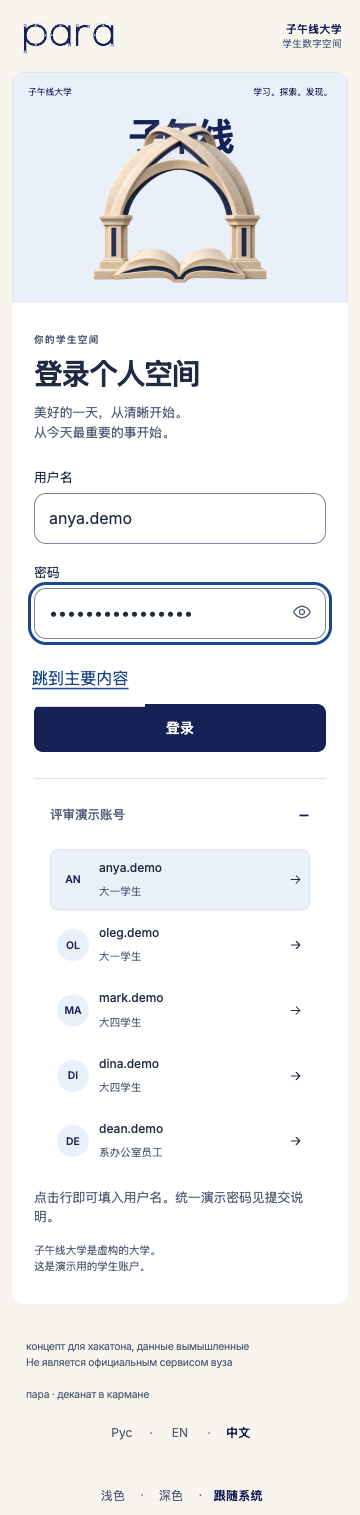 para
子午线大学
学生数字空间
子午线大学
学习。探索。发现。
子午线
你的学生空间
登录个人空间
美好的一天，从清晰开始。
从今天最重要的事开始。
用户名
anya.demo
密码
跳到主要内容
登录
评审演示账号
AN
anya.demo
大一学生
OL
oleg.demo
大一学生
MA
mark.demo
大四学生
DI
dina.demo
大四学生
DE
dean.demo
系办公室员工
点击行即可填入用户名。统一演示密码见提交说
明。
子午线大学是虚构的大学。
这是演示用的学生账户。
концепт для хакатона, данные вымышленные
Не является официальным сервисом вуза
пара · деканат в кармане
Рус · EN · 中文
浅色 · 深色 · 跟随系统